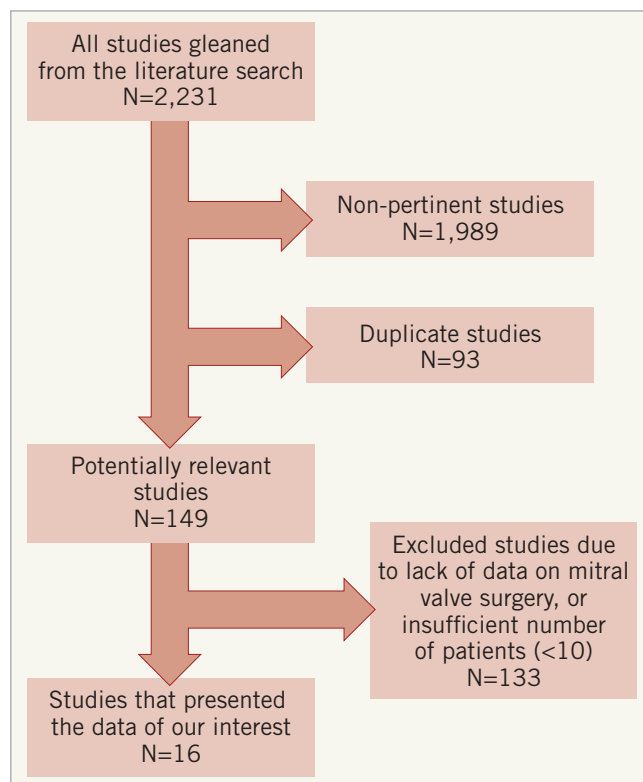 All studies gleaned
from the literature search
N=2,231
Non-pertinent studies
N=1,989
Duplicate studies
N=93
Potentially relevant
studies
N=149
Excluded studies due
to lack of data on mitral
valve surgery, or
insufficient number
of patients (<10)
N=133
Studies that presented
the data of our interest
N=16